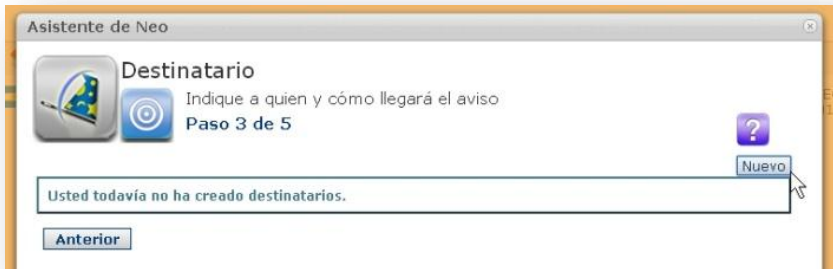 Asistente de Neo
Destinatario
Indique a quien y cómo llegará el aviso
Paso 3 de 5
?
Nuevo
Usted todavía no ha creado destinatarios.
Anterior